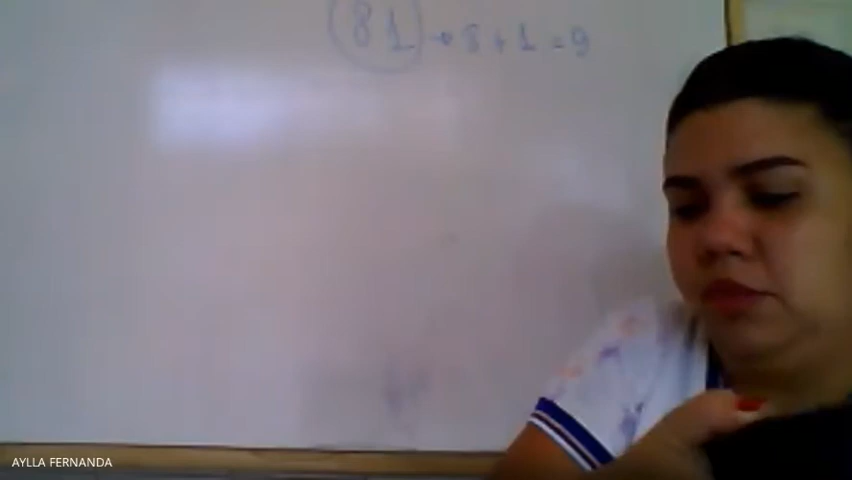 81 → 8 + 1 = 9
AYLLA FERNANDA